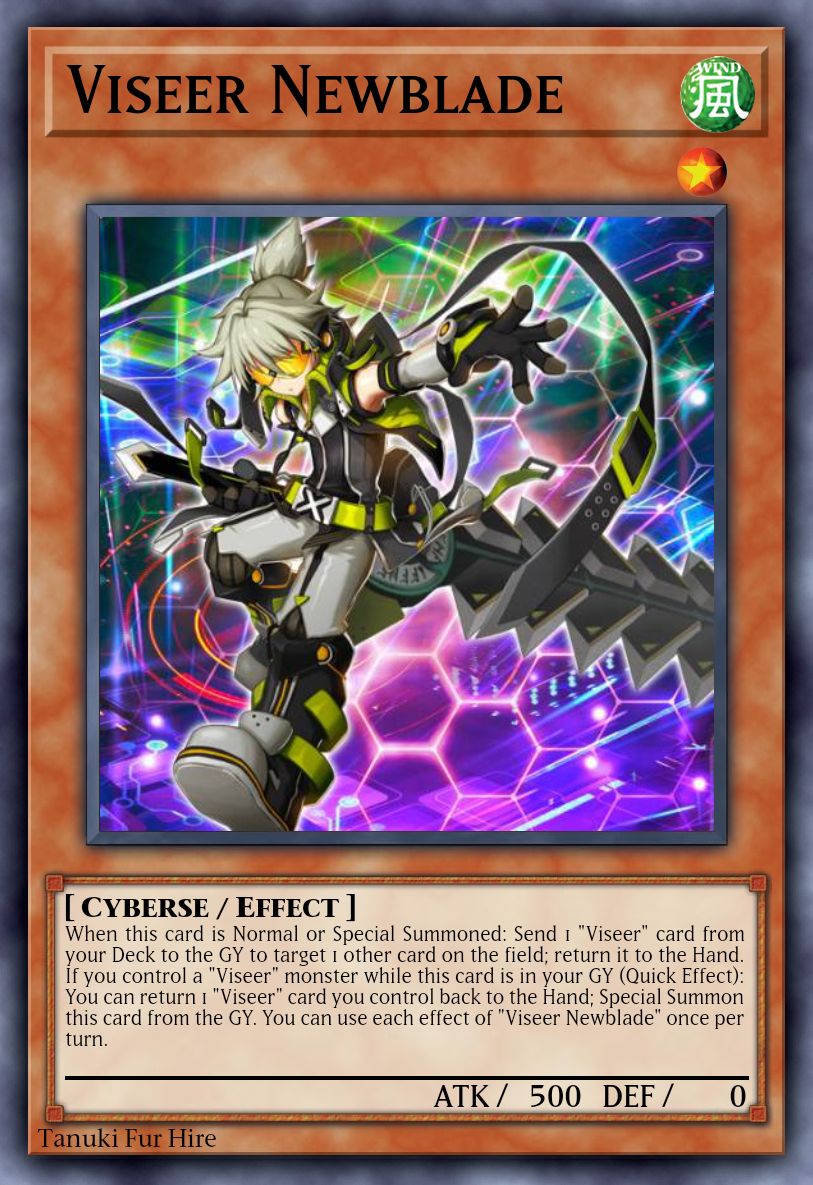 Viseer Newblade
WIND
風
[ Cyberse / Effect ]
When this card is Normal or Special Summoned: Send 1 "Viseer" card from
your Deck to the GY to target 1 other card on the field; return it to the Hand.
If you control a "Viseer" monster while this card is in your GY (Quick Effect):
You can return 1 "Viseer" card you control back to the Hand; Special Summon
this card from the GY. You can use each effect of "Viseer Newblade" once per
turn.
ATK / 500 DEF / 0
Tanuki Fur Hire